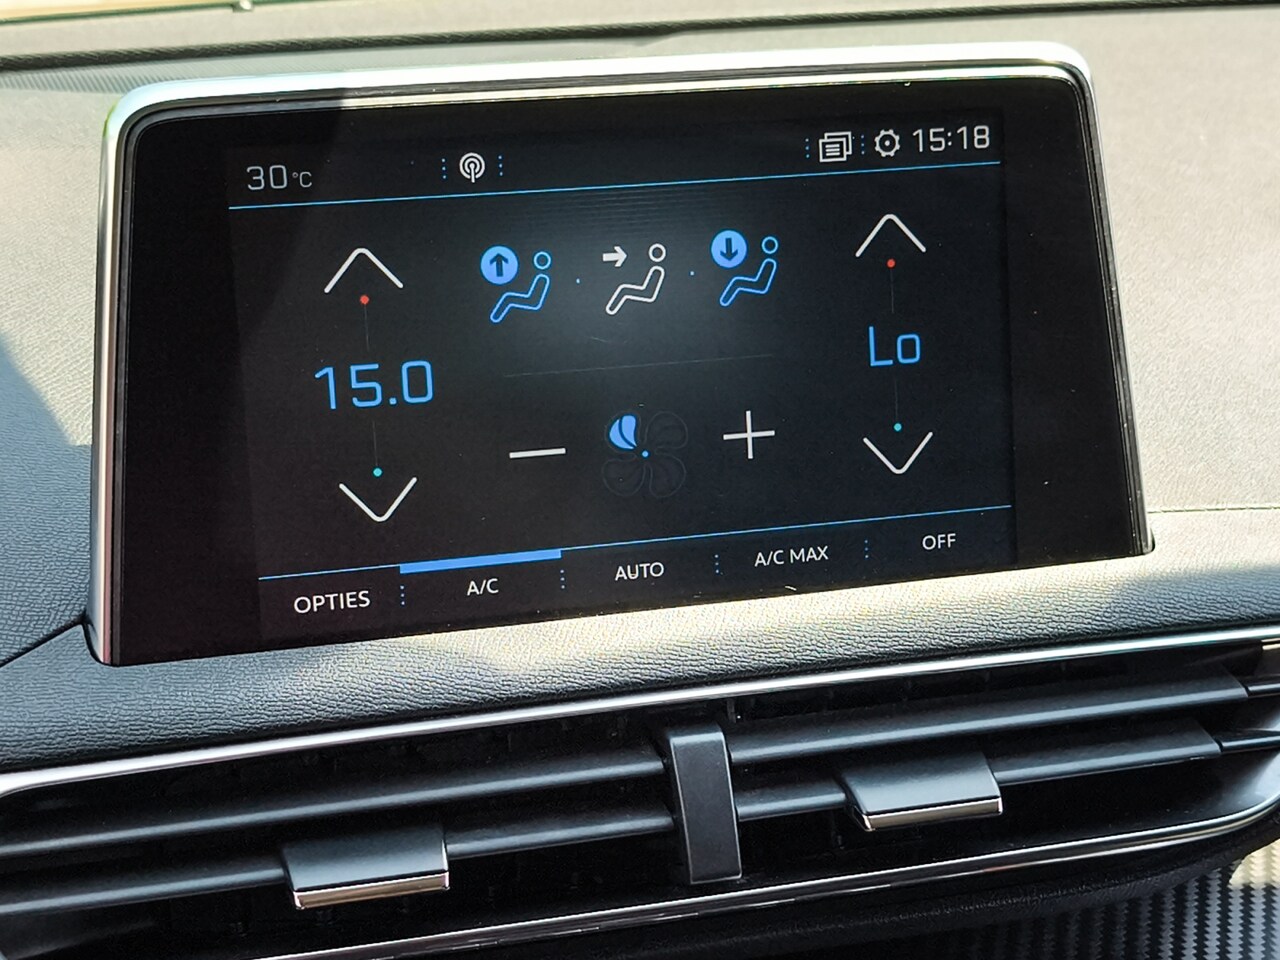 30°C
15:18
15.0
Lo
OPTIES
A/C
AUTO
A/C MAX
OFF